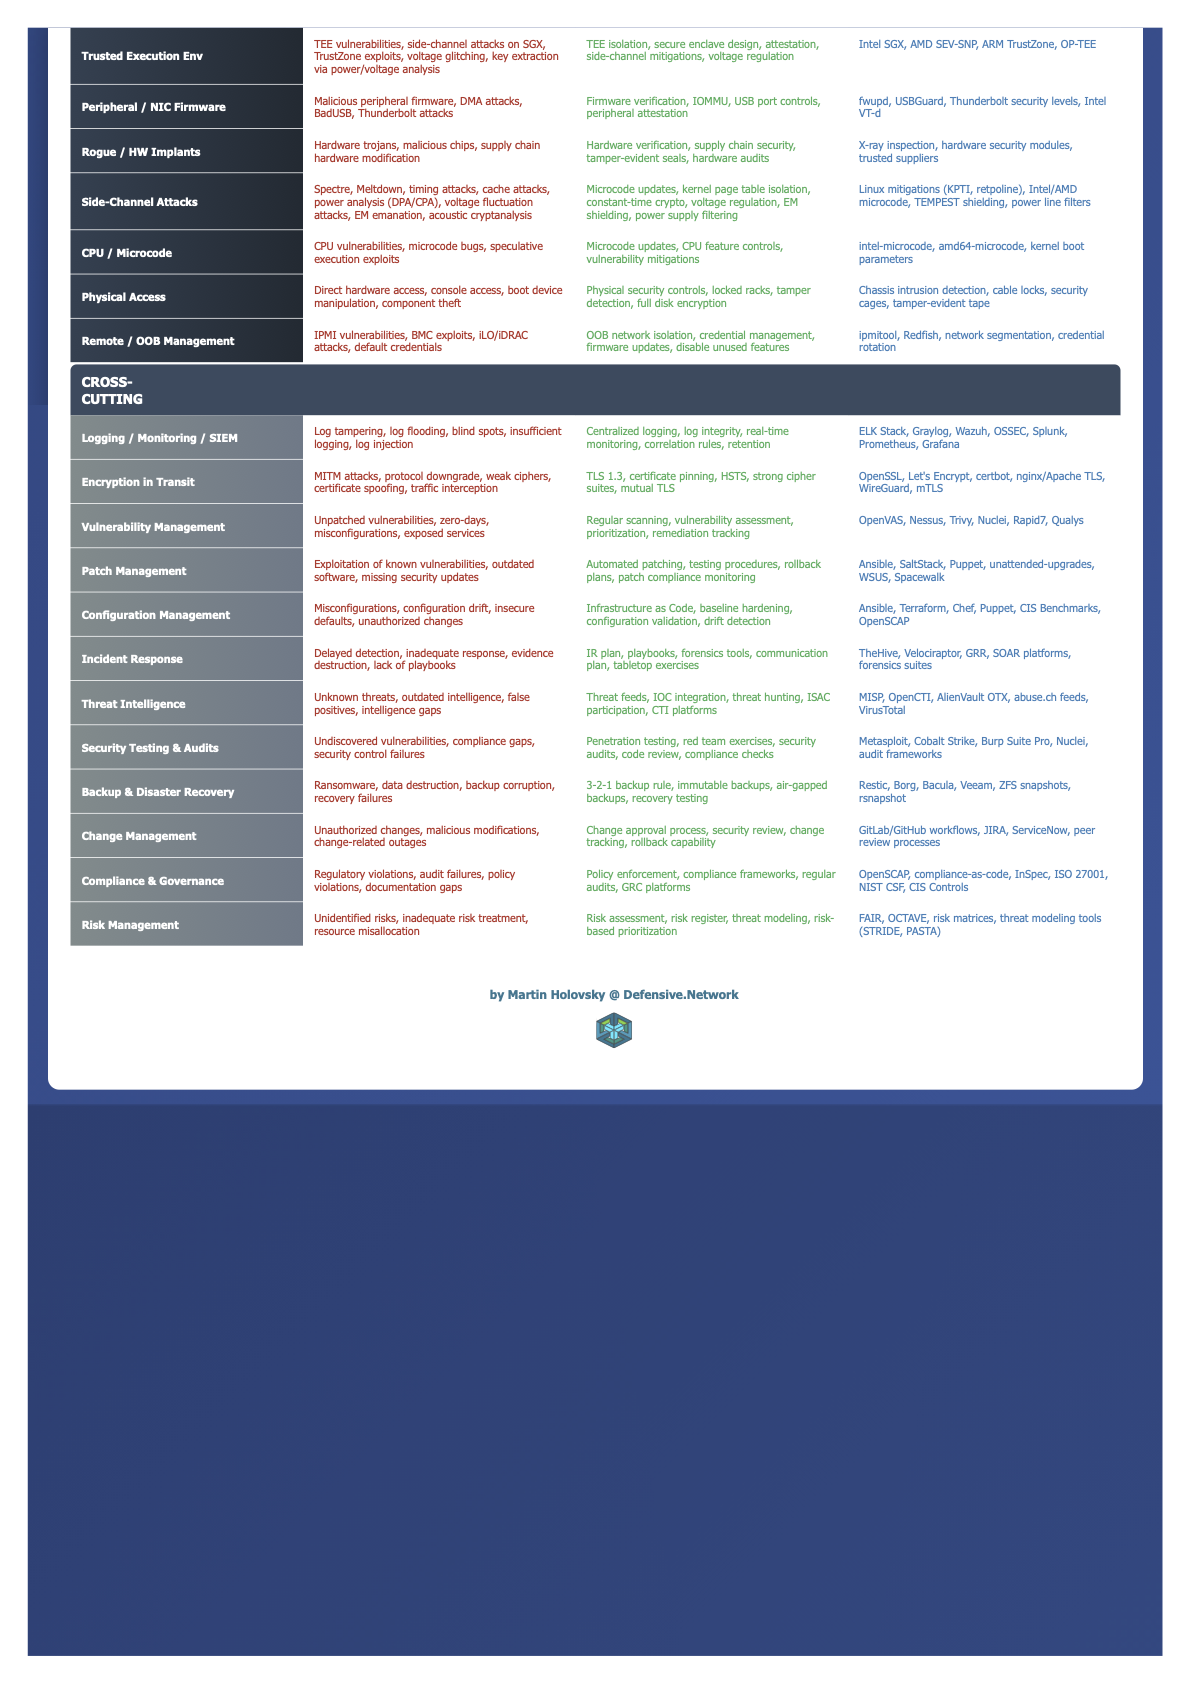 Trusted Execution Env
TEE vulnerabilities, side-channel attacks on SGX,
TrustZone exploits, voltage glitching, key extraction
via power/voltage analysis
TEE isolation, secure enclave design, attestation,
side-channel mitigations, voltage regulation
Intel SGX, AMD SEV-SNP, ARM TrustZone, OP-TEE
Peripheral / NIC Firmware
Malicious peripheral firmware, DMA attacks,
BadUSB, Thunderbolt attacks
Firmware verification, IOMMU, USB port controls,
peripheral attestation
fwupd, USBGuard, Thunderbolt security levels, Intel
VT-d
Rogue / HW Implants
Hardware trojans, malicious chips, supply chain
hardware modification
Hardware verification, supply chain security,
tamper-evident seals, hardware audits
X-ray inspection, hardware security modules,
trusted suppliers
Side-Channel Attacks
Spectre, Meltdown, timing attacks, cache attacks,
power analysis (DPA/CPA), voltage fluctuation
attacks, EM emanation, acoustic cryptanalysis
Microcode updates, kernel page table isolation,
constant-time crypto, voltage regulation, EM
shielding, power supply filtering
Linux mitigations (KPTI, retpoline), Intel/AMD
microcode, TEMPEST shielding, power line filters
CPU / Microcode
CPU vulnerabilities, microcode bugs, speculative
execution exploits
Microcode updates, CPU feature controls,
vulnerability mitigations
intel-microcode, amd64-microcode, kernel boot
parameters
Physical Access
Direct hardware access, console access, boot device
manipulation, component theft
Physical security controls, locked racks, tamper
detection, full disk encryption
Chassis intrusion detection, cable locks, security
cages, tamper-evident tape
Remote / OOB Management
IPMI vulnerabilities, BMC exploits, iLO/iDRAC
attacks, default credentials
OOB network isolation, credential management,
firmware updates, disable unused features
ipmitool, Redfish, network segmentation, credential
rotation
CROSS-
CUTTING
Logging / Monitoring / SIEM
Log tampering, log flooding, blind spots, insufficient
logging, log injection
Centralized logging, log integrity, real-time
monitoring, correlation rules, retention
ELK Stack, Graylog, Wazuh, OSSEC, Splunk,
Prometheus, Grafana
Encryption in Transit
MITM attacks, protocol downgrade, weak ciphers,
certificate spoofing, traffic interception
TLS 1.3, certificate pinning, HSTS, strong cipher
suites, mutual TLS
OpenSSL, Let's Encrypt, certbot, nginx/Apache TLS,
WireGuard, mTLS
Vulnerability Management
Unpatched vulnerabilities, zero-days,
misconfigurations, exposed services
Regular scanning, vulnerability assessment,
prioritization, remediation tracking
OpenVAS, Nessus, Trivy, Nuclei, Rapid7, Qualys
Patch Management
Exploitation of known vulnerabilities, outdated
software, missing security updates
Automated patching, testing procedures, rollback
plans, patch compliance monitoring
Ansible, SaltStack, Puppet, unattended-upgrades,
WSUS, Spacewalk
Configuration Management
Misconfigurations, configuration drift, insecure
defaults, unauthorized changes
Infrastructure as Code, baseline hardening,
configuration validation, drift detection
Ansible, Terraform, Chef, Puppet, CIS Benchmarks,
OpenSCAP
Incident Response
Delayed detection, inadequate response, evidence
destruction, lack of playbooks
IR plan, playbooks, forensics tools, communication
plan, tabletop exercises
TheHive, Velociraptor, GRR, SOAR platforms,
forensics suites
Threat Intelligence
Unknown threats, outdated intelligence, false
positives, intelligence gaps
Threat feeds, IOC integration, threat hunting, ISAC
participation, CTI platforms
MISP, OpenCTI, AlienVault OTX, abuse.ch feeds,
VirusTotal
Security Testing & Audits
Undiscovered vulnerabilities, compliance gaps,
security control failures
Penetration testing, red team exercises, security
audits, code review, compliance checks
Metasploit, Cobalt Strike, Burp Suite Pro, Nuclei,
audit frameworks
Backup & Disaster Recovery
Ransomware, data destruction, backup corruption,
recovery failures
3-2-1 backup rule, immutable backups, air-gapped
backups, recovery testing
Restic, Borg, Bacula, Veeam, ZFS snapshots,
rsnapshot
Change Management
Unauthorized changes, malicious modifications,
change-related outages
Change approval process, security review, change
tracking, rollback capability
GitLab/GitHub workflows, JIRA, ServiceNow, peer
review processes
Compliance & Governance
Regulatory violations, audit failures, policy
violations, documentation gaps
Policy enforcement, compliance frameworks, regular
audits, GRC platforms
OpenSCAP, compliance-as-code, InSpec, ISO 27001,
NIST CSF, CIS Controls
Risk Management
Unidentified risks, inadequate risk treatment,
resource misallocation
Risk assessment, risk register, threat modeling, risk-
based prioritization
FAIR, OCTAVE, risk matrices, threat modeling tools
(STRIDE, PASTA)
by Martin Holovsky @ Defensive.Network